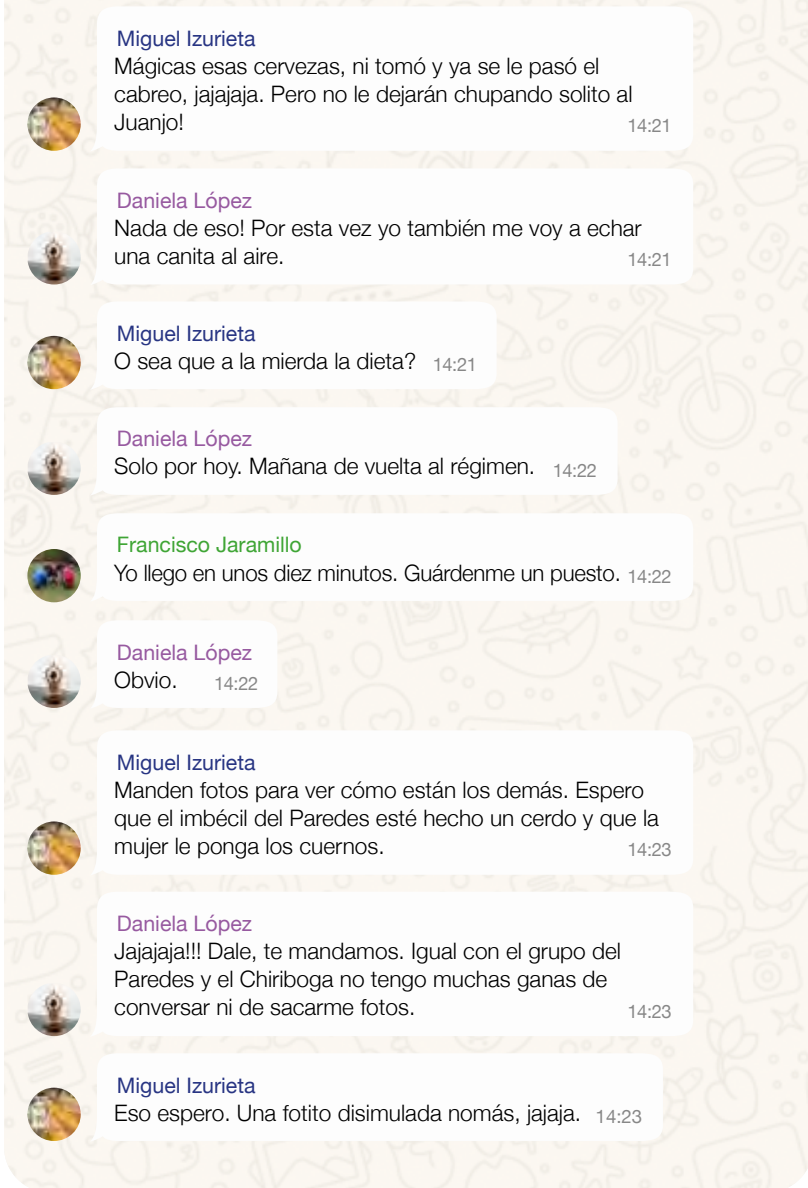 Miguel Izurieta
Mágicas esas cervezas, ni tomó y ya se le pasó el
cabreo, jajajaja. Pero no le dejarán chupando solito al
Juanjo! 14:21
Daniela López
Nada de eso! Por esta vez yo también me voy a echar
una canita al aire. 14:21
Miguel Izurieta
O sea que a la mierda la dieta? 14:21
Daniela López
Solo por hoy. Mañana de vuelta al régimen. 14:22
Francisco Jaramillo
Yo llego en unos diez minutos. Guárdenme un puesto. 14:22
Daniela López
Obvio. 14:22
Miguel Izurieta
Manden fotos para ver cómo están los demás. Espero
que el imbécil del Paredes esté hecho un cerdo y que la
mujer le ponga los cuernos. 14:23
Daniela López
Jajajaja!!! Dale, te mandamos. Igual con el grupo del
Paredes y el Chiriboga no tengo muchas ganas de
conversar ni de sacarme fotos. 14:23
Miguel Izurieta
Eso espero. Una fotito disimulada nomás, jajaja. 14:23